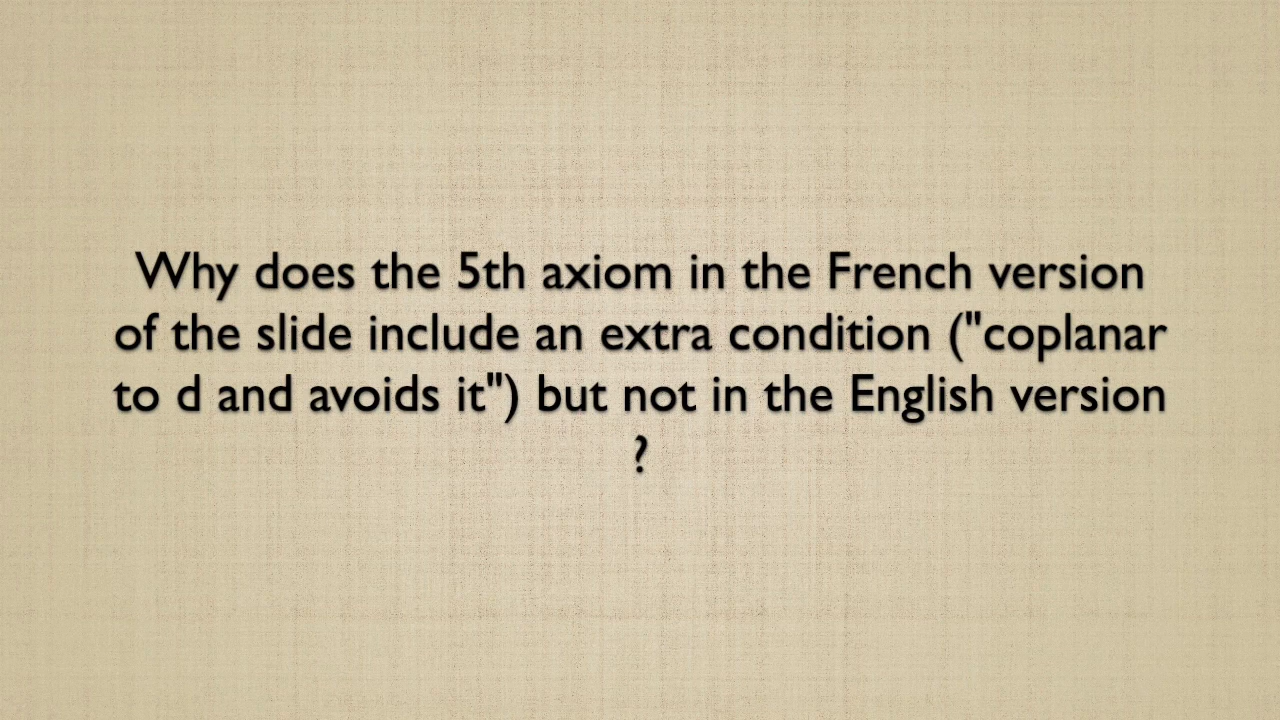 Why does the 5th axiom in the French version
of the slide include an extra condition ("coplanar
to d and avoids it") but not in the English version
?